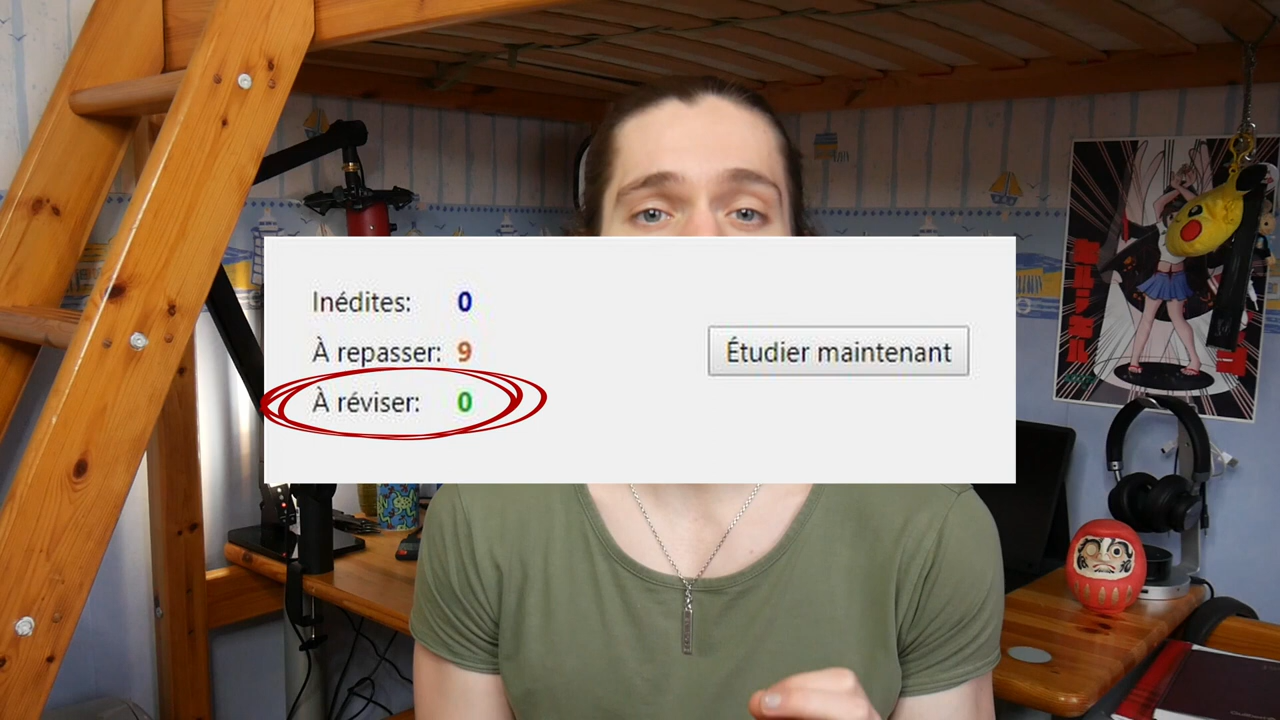 Inédites: 0
À repasser: 9
Étudier maintenant
À réviser: 0